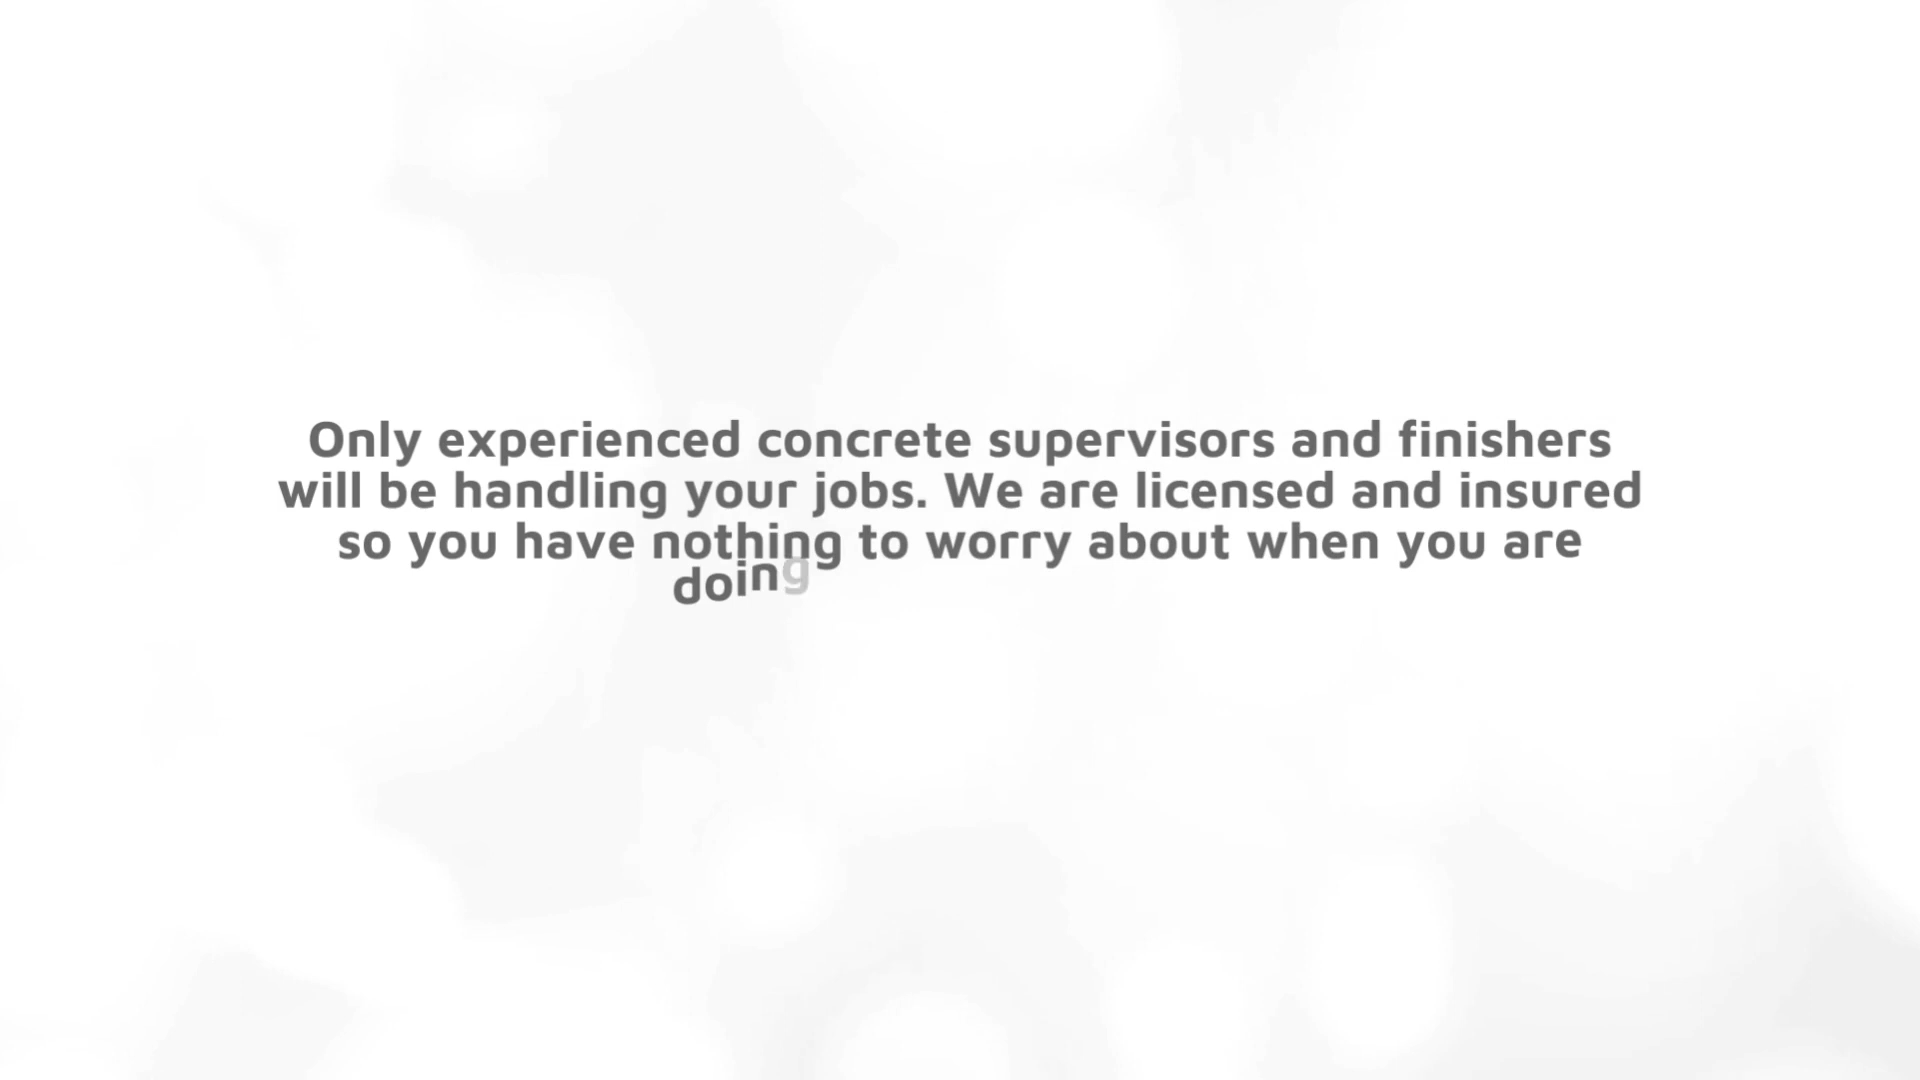 Only experienced concrete supervisors and finishers
will be handling your jobs. We are licensed and insured
so you have nothing to worry about when you are
doing